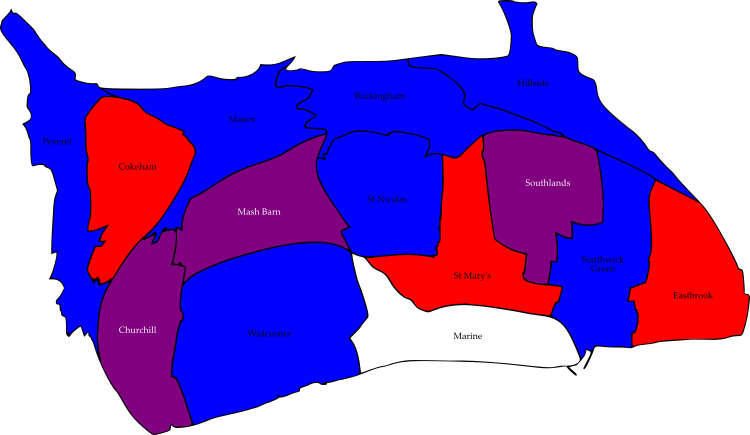 Hillside
Buckingham
Manor
Peverel
Cokeham
Southlands
St Nicolas
Mash Barn
Southwick
Green
St Mary's
Eastbrook
Churchill
Widewater
Marine